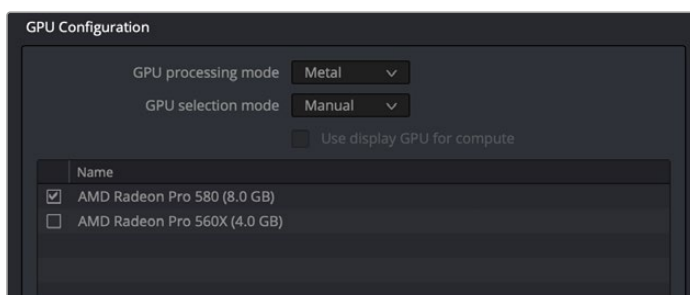 GPU Configuration
GPU processing mode Metal
GPU selection mode Manual
Use display GPU for compute
Name
AMD Radeon Pro 580 (8.0 GB)
AMD Radeon Pro 560X (4.0 GB)